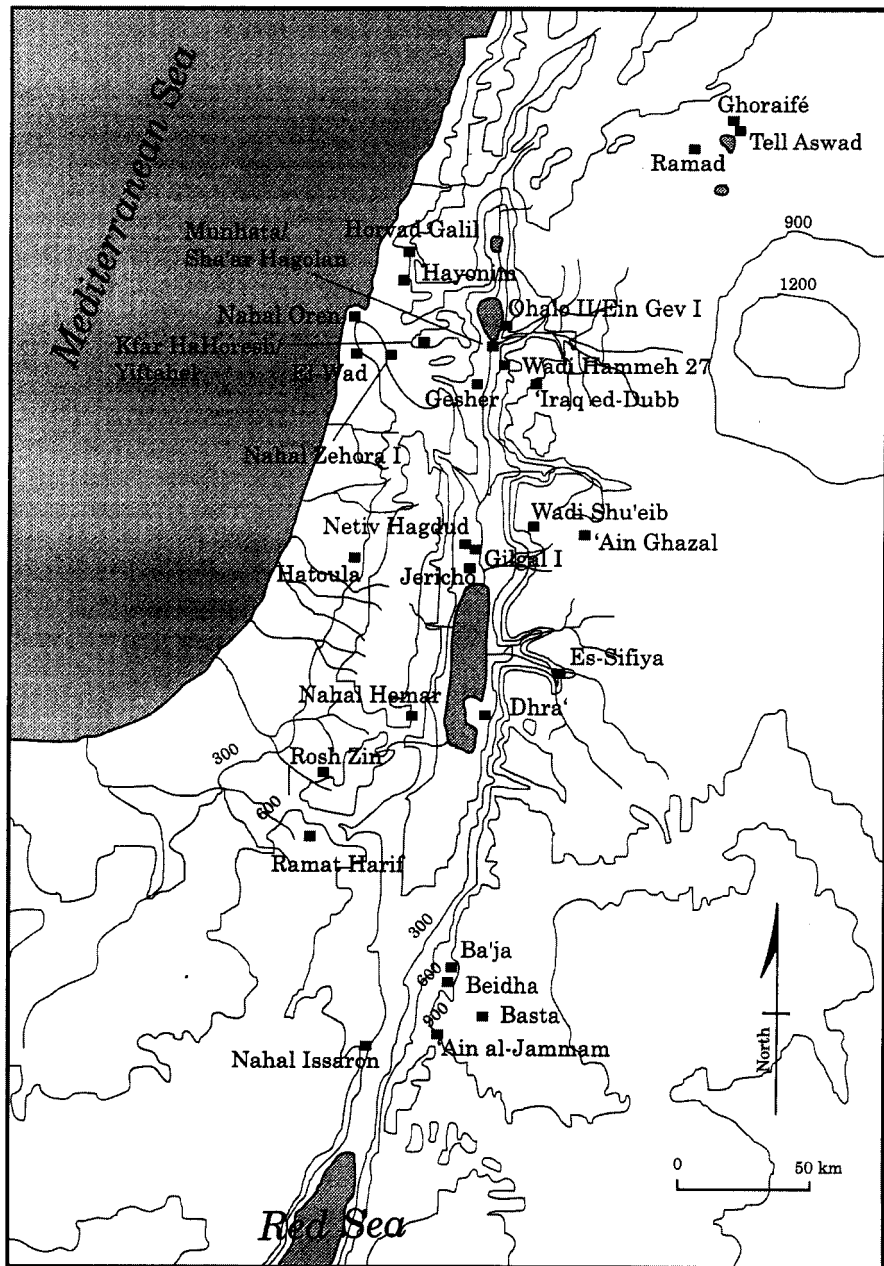 Mediterranean Sea
Ghoraifé
Tell Aswad
Ramad
900
1200
Munhata/
Sha'ar Hagolan
Horvad Galil
Hayonim
Nahal Oren
Ohalo II/Ein Gev I
Kfar HaHoresh/
Yiftahel
El-Wad
Wadi Hammeh 27
Gesher
'Iraq ed-Dubb
Nahal Zehora I
Wadi Shu'eib
Netiv Hagdud
'Ain Ghazal
Gilgal I
Hatoula
Jericho
Es-Sifiya
Nahal Hemar
Dhra'
300
Rosh Zin
600
Ramat Harif
300
Ba'ja
600
Beidha
900
Basta
'Ain al-Jammam
Nahal Issaron
North
0 50 km
Red Sea